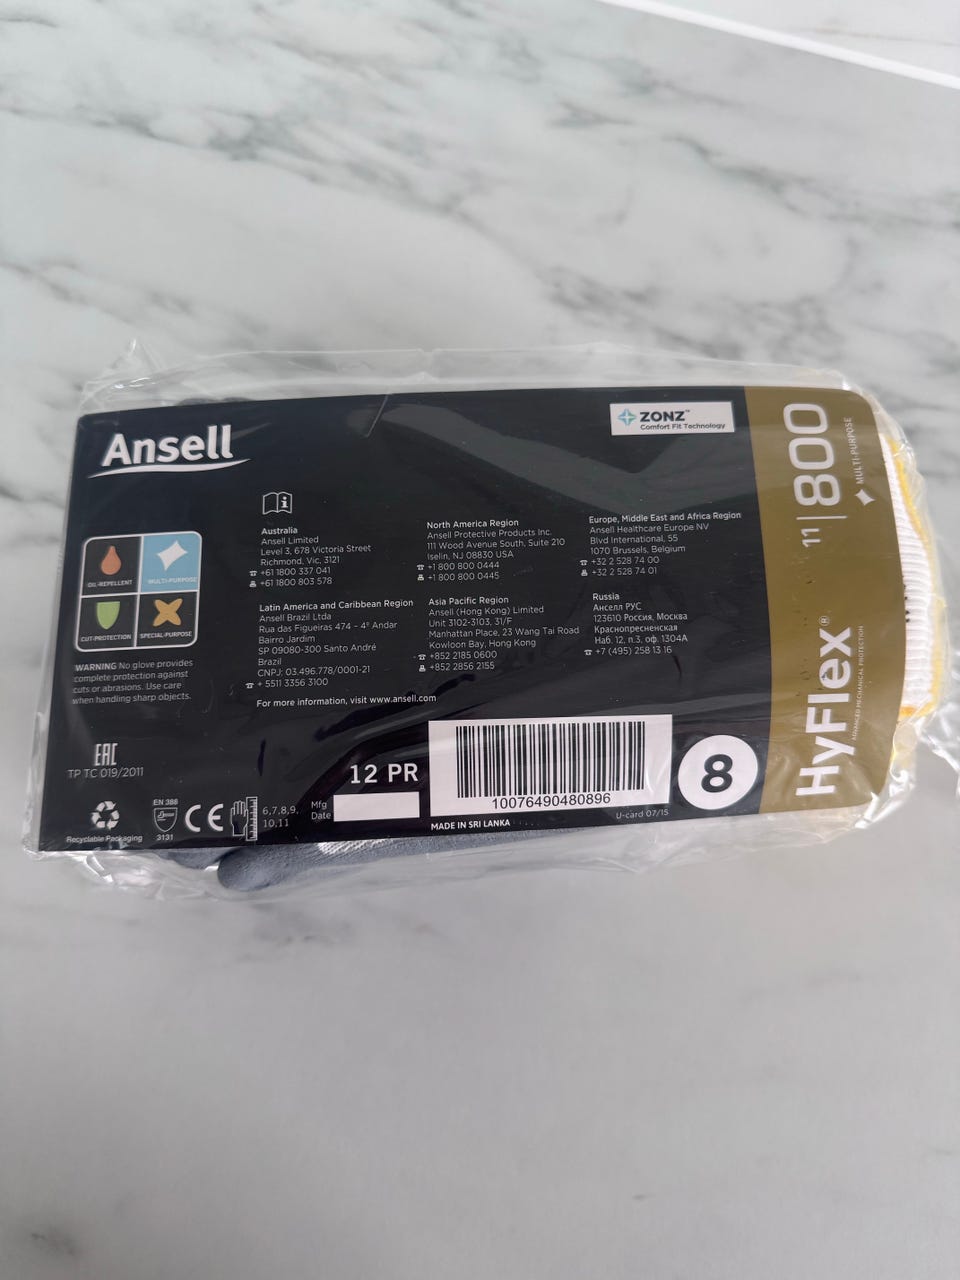 Ansell
ZONZ™
Comfort Fit Technology
Australia
Ansell Limited
Level 3, 678 Victoria Street
Richmond, Vic, 3121
+61 1800 337 041
+61 1800 803 578
North America Region
Ansell Protective Products Inc.
111 Wood Avenue South, Suite 210
Iselin, NJ 08830 USA
+1 800 800 0444
+1 800 800 0445
Europe, Middle East and Africa Region
Ansell Healthcare Europe NV
Blvd International, 55
1070 Brussels, Belgium
+32 2 528 74 00
+32 2 528 74 01
Latin America and Caribbean Region
Ansell Brazil Ltda
Rua das Figueiras 474 - 4º Andar
Bairro Jardim
SP 09080-300 Santo André
Brazil
CNPJ: 03.496.778/0001-21
+ 5511 3356 3100
Asia Pacific Region
Ansell (Hong Kong) Limited
Unit 3102-3103, 31/F
Manhattan Place, 23 Wang Tai Road
Kowloon Bay, Hong Kong
+852 2185 0600
+852 2856 2155
Russia
Анселл РУС
123610 Россия, Москва
Краснопресненская
Наб. 12, п.3, оф. 1304А
+7 (495) 258 13 16
For more information, visit www.ansell.com
OIL-REPELLENT
MULTI-PURPOSE
CUT-PROTECTION
SPECIAL-PURPOSE
WARNING No glove provides
complete protection against
cuts or abrasions. Use care
when handling sharp objects.
EAC
TP TC 019/2011
Recyclable Packaging
EN 388
3131
CE
6,7,8,9,
10,11
12 PR
Mfg
Date
10076490480896
MADE IN SRI LANKA
U-card 07/15
8
HyFlex®
ADVANCED MECHANICAL PROTECTION
11|800
MULTI-PURPOSE